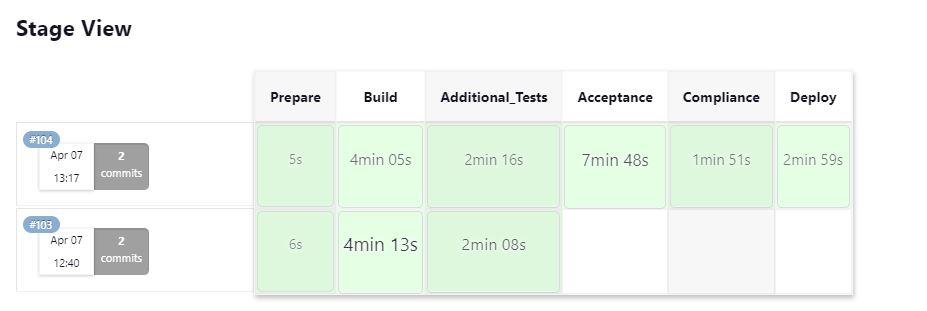 Stage View
Prepare Build Additional_Tests Acceptance Compliance Deploy
#104
Apr 07
13:17
2
commits
5s 4min 05s 2min 16s 7min 48s 1min 51s 2min 59s
#103
Apr 07
12:40
2
commits
6s 4min 13s 2min 08s